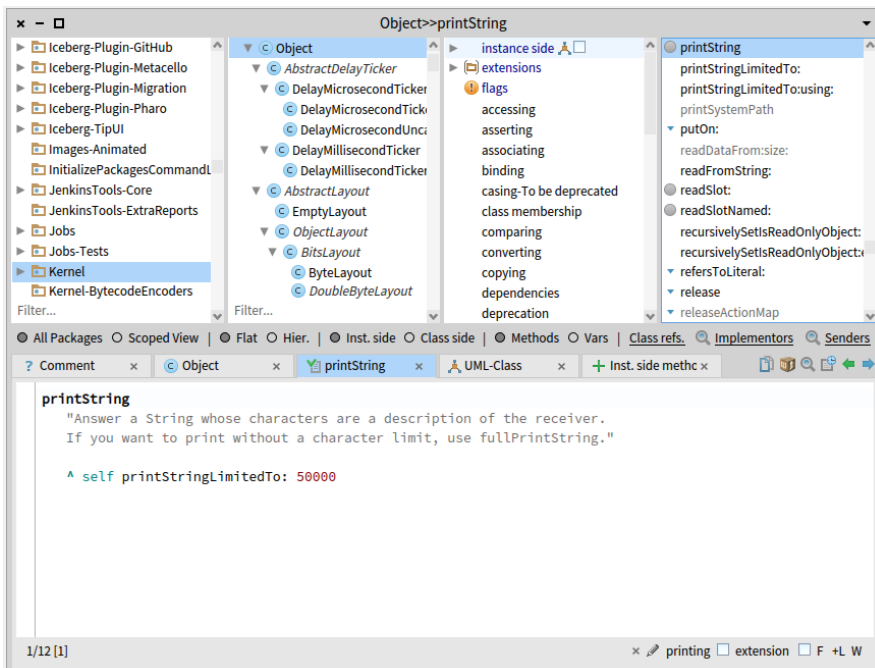 Object>>printString
Iceberg-Plugin-GitHub
Iceberg-Plugin-Metacello
Iceberg-Plugin-Migration
Iceberg-Plugin-Pharo
Iceberg-TipUI
Images-Animated
InitializePackagesCommandL
JenkinsTools-Core
JenkinsTools-ExtraReports
Jobs
Jobs-Tests
Kernel
Kernel-BytecodeEncoders
Filter...
Object
AbstractDelayTicker
DelayMicrosecondTicker
DelayMicrosecondTicke
DelayMicrosecondUnca
DelayMillisecondTicker
DelayMillisecondTicker
AbstractLayout
EmptyLayout
ObjectLayout
BitsLayout
ByteLayout
DoubleByteLayout
Filter...
instance side
extensions
flags
accessing
asserting
associating
binding
casing-To be deprecated
class membership
comparing
converting
copying
dependencies
deprecation
printString
printStringLimitedTo:
printStringLimitedTo:using:
printSystemPath
putOn:
readDataFrom:size:
readFromString:
readSlot:
readSlotNamed:
recursivelySetIsReadOnlyObject:
recursivelySetIsReadOnlyObject:e
refersToLiteral:
release
releaseActionMap
All Packages Scoped View | Flat Hier. | Inst. side Class side | Methods Vars | Class refs. Implementors Senders
? Comment × Object × printString × UML-Class × Inst. side methc ×
printString
"Answer a String whose characters are a description of the receiver.
If you want to print without a character limit, use fullPrintString."
^ self printStringLimitedTo: 50000
1/12 [1] × printing extension F +L W